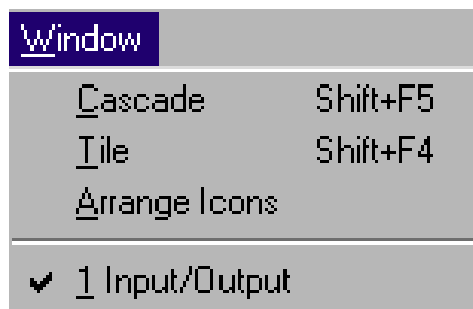 Window
Cascade Shift+F5
Tile Shift+F4
Arrange Icons
1 Input/Output